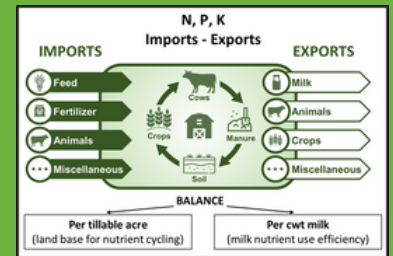 N, P, K
Imports - Exports
IMPORTS
EXPORTS
Feed
Fertilizer
Animals
Miscellaneous
Cows
Crops
Manure
Soil
Milk
Animals
Crops
Miscellaneous
BALANCE
Per tillable acre
(land base for nutrient cycling)
Per cwt milk
(milk nutrient use efficiency)